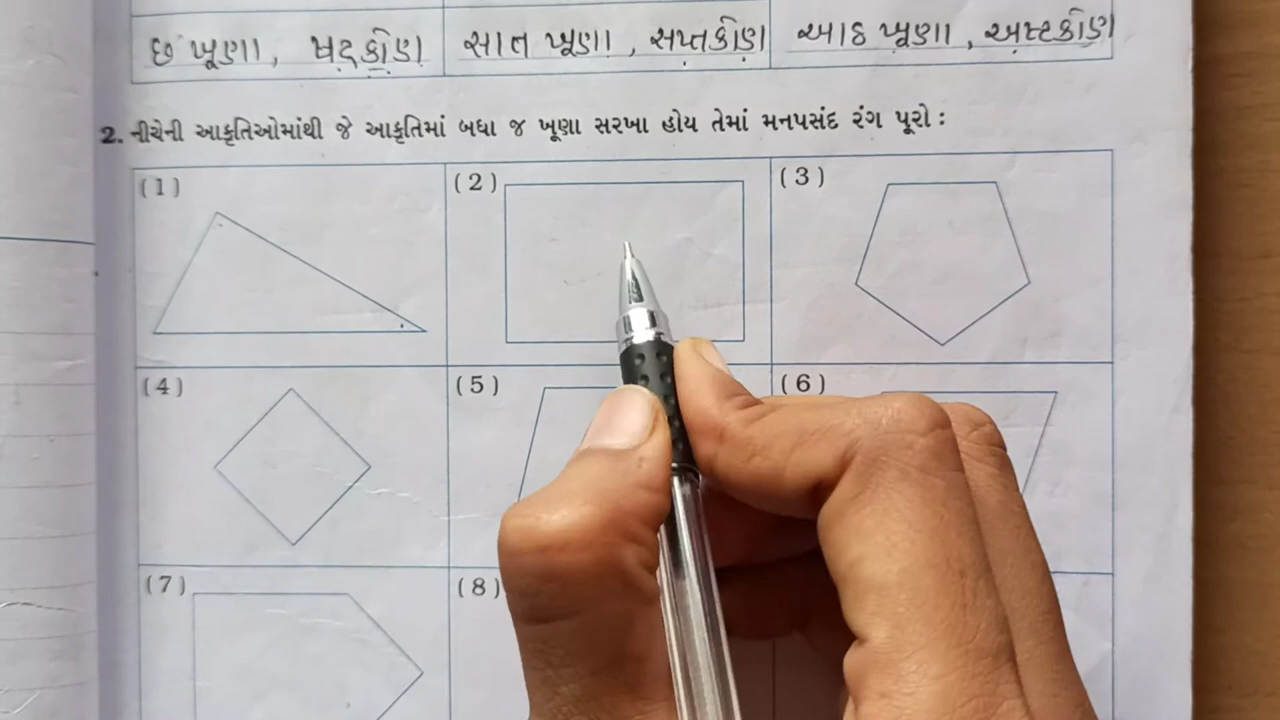 છ ખૂણા, ષટ્કોણ સાત ખૂણા, સપ્તકોણ આઠ ખૂણા, અષ્ટકોણ
2. નીચેની આકૃતિઓમાંથી જે આકૃતિમાં બધા જ ખૂણા સરખા હોય તેમાં મનપસંદ રંગ પૂરો :
(1) (2) (3)
(4) (5) (6)
(7) (8)